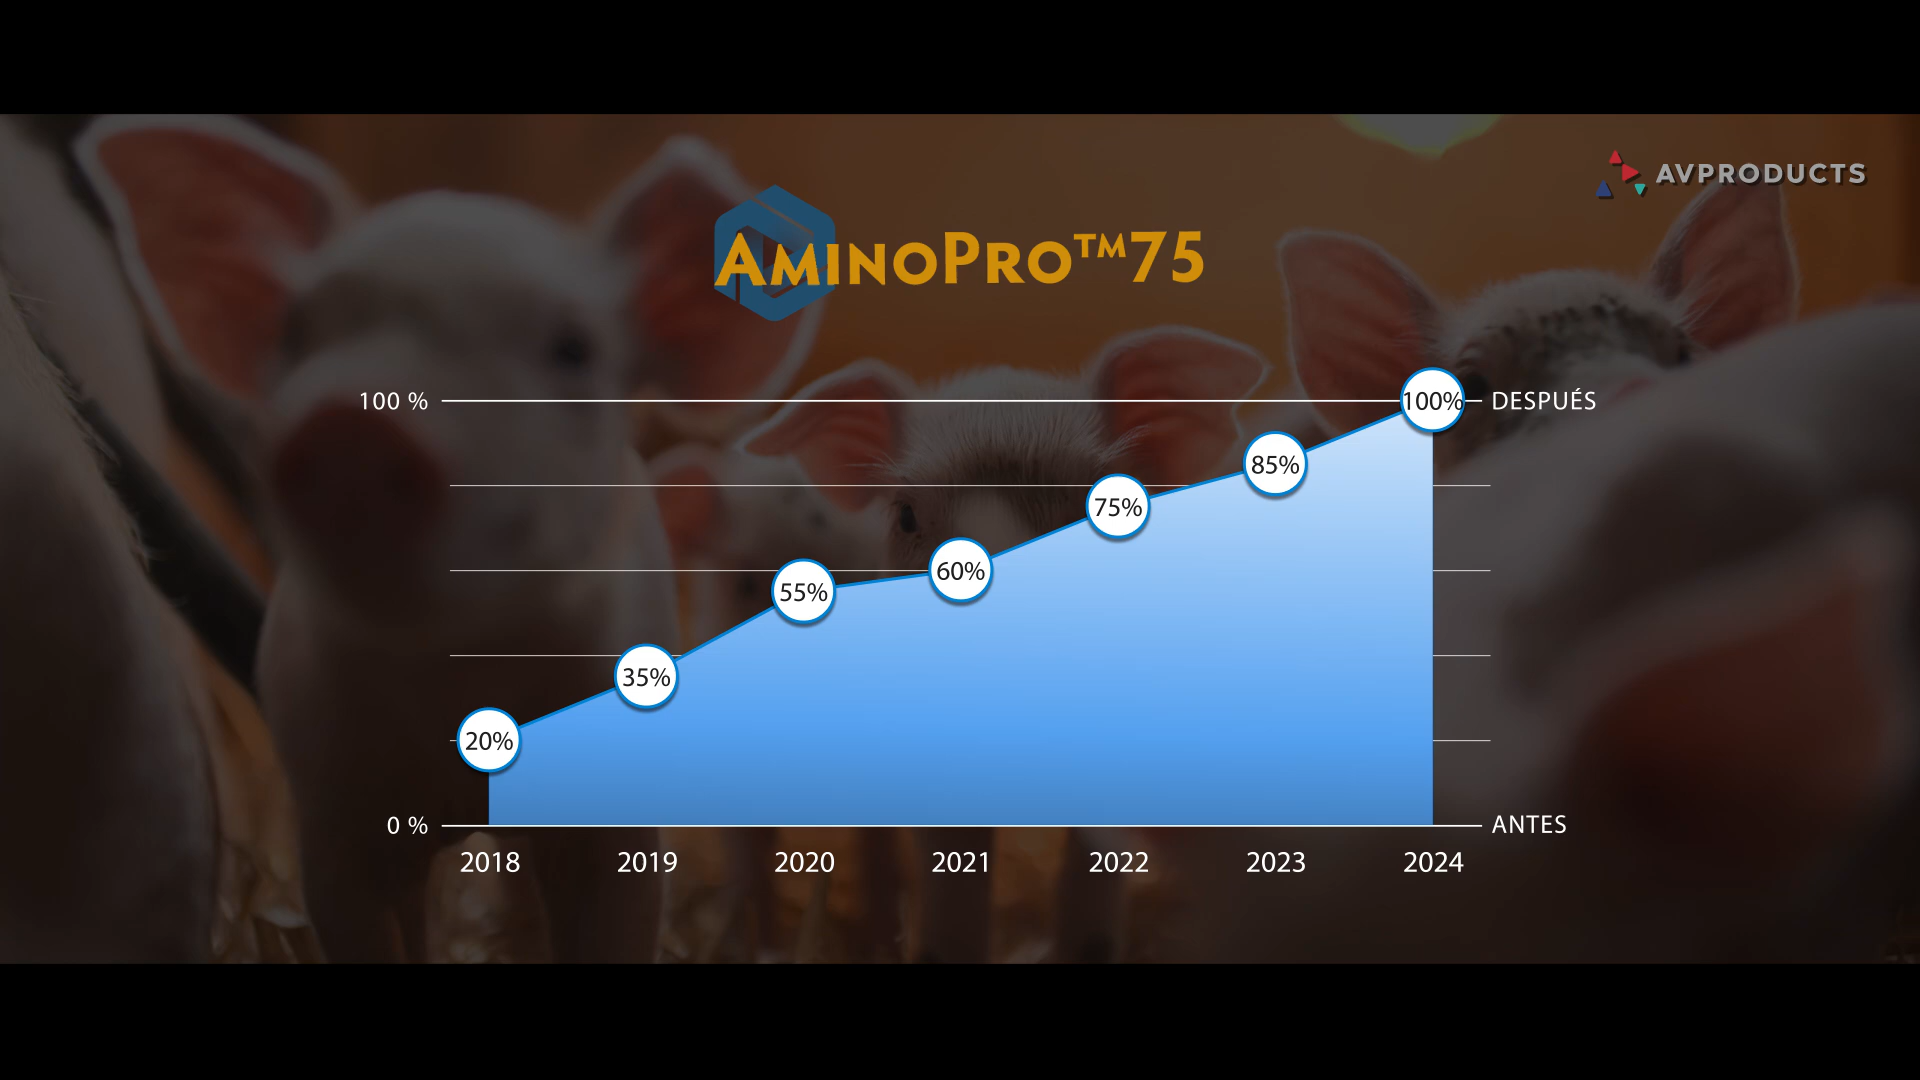 AVPRODUCTS
AMINOPRO™75
100 %
100%
DESPUÉS
85%
75%
60%
55%
35%
20%
0 %
ANTES
2018 2019 2020 2021 2022 2023 2024